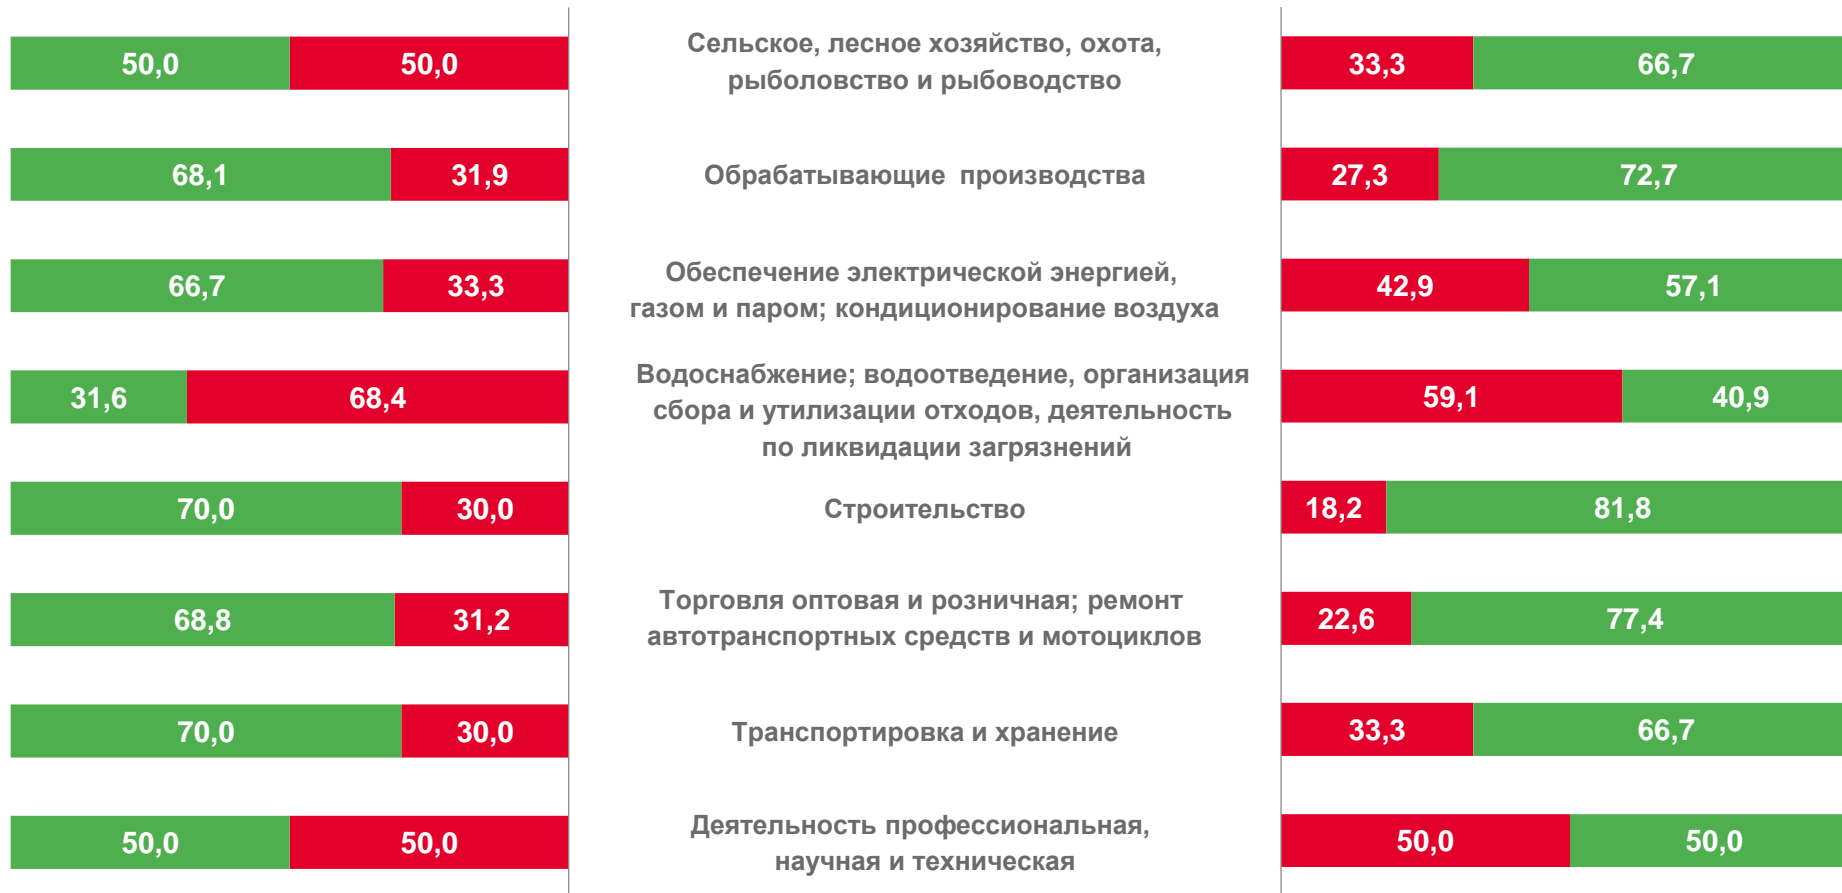 50,0 50,0 Сельское, лесное хозяйство, охота, 33,3 66,7
рыболовство и рыбоводство
68,1 31,9 Обрабатывающие производства 27,3 72,7
66,7 33,3 Обеспечение электрической энергией, 42,9 57,1
газом и паром; кондиционирование воздуха
Водоснабжение; водоотведение, организация
31,6 68,4 сбора и утилизации отходов, деятельность 59,1 40,9
по ликвидации загрязнений
70,0 30,0 Строительство 18,2 81,8
68,8 31,2 Торговля оптовая и розничная; ремонт 22,6 77,4
автотранспортных средств и мотоциклов
70,0 30,0 Транспортировка и хранение 33,3 66,7
50,0 50,0 Деятельность профессиональная, 50,0 50,0
научная и техническая